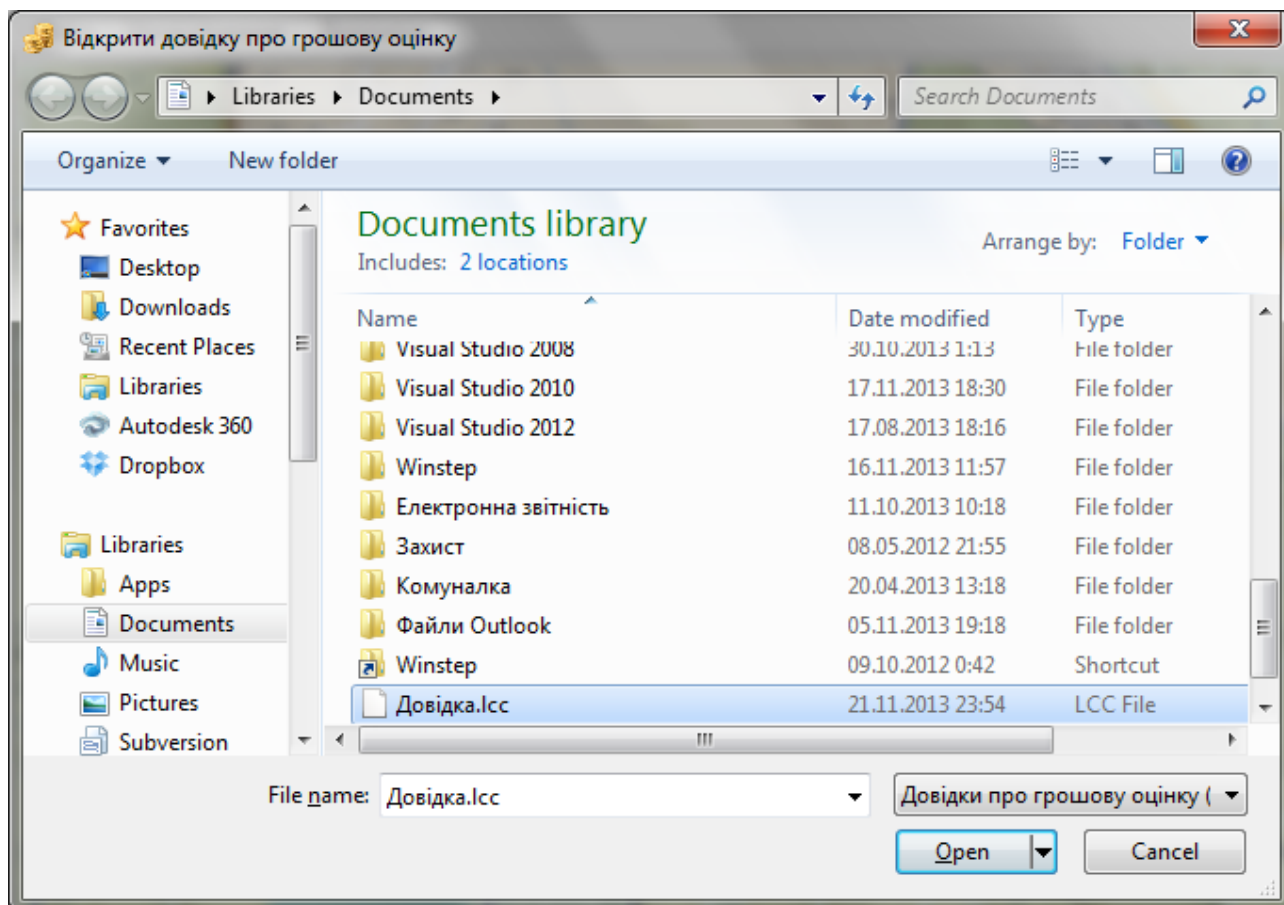 Відкрити довідку про грошову оцінку
Libraries Documents Search Documents
Organize New folder
Favorites
Desktop
Downloads
Recent Places
Libraries
Autodesk 360
Dropbox
Libraries
Apps
Documents
Music
Pictures
Subversion
Documents library
Includes: 2 locations
Arrange by: Folder
Name Date modified Type
Visual Studio 2008 30.10.2013 1:13 File folder
Visual Studio 2010 17.11.2013 18:30 File folder
Visual Studio 2012 17.08.2013 18:16 File folder
Winstep 16.11.2013 11:57 File folder
Електронна звітність 11.10.2013 10:18 File folder
Захист 08.05.2012 21:55 File folder
Комуналка 20.04.2013 13:18 File folder
Файли Outlook 05.11.2013 19:18 File folder
Winstep 09.10.2012 0:42 Shortcut
Довідка.lcc 21.11.2013 23:54 LCC File
File name: Довідка.lcc Довідки про грошову оцінку (
Open Cancel